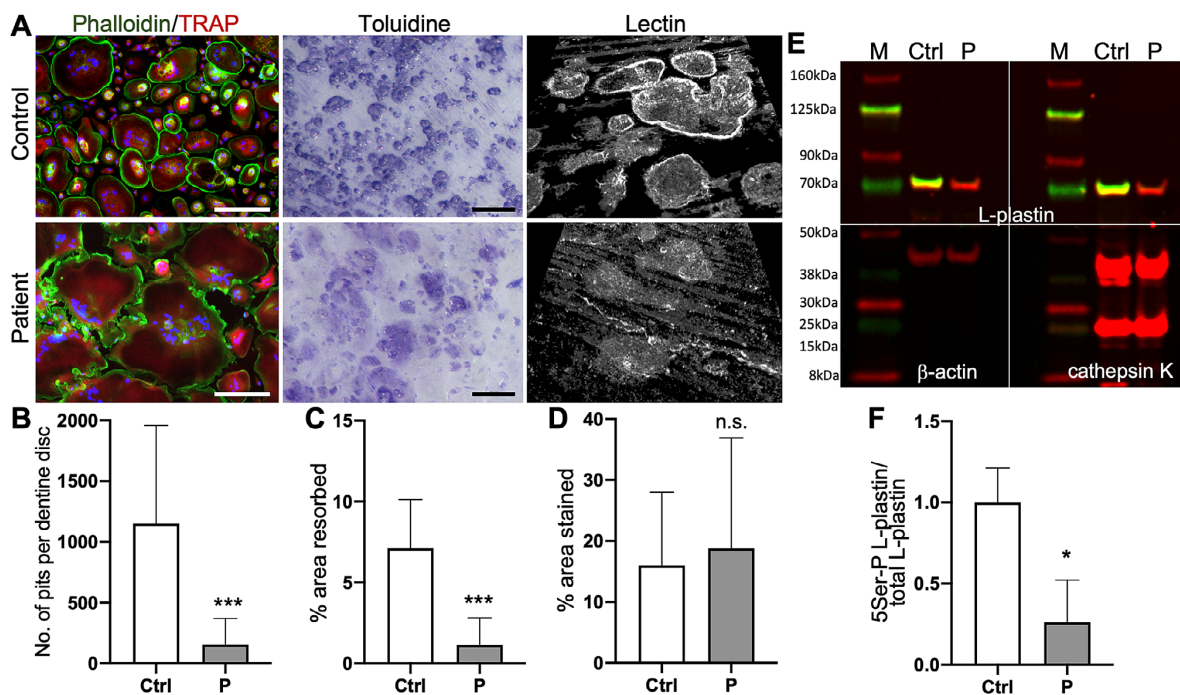 A
Phalloidin/TRAP
Toluidine
Lectin
Control
Patient
E
M Ctrl P
M Ctrl P
160kDa
125kDa
90kDa
70kDa
L-plastin
50kDa
38kDa
30kDa
25kDa
15kDa
8kDa
β-actin
cathepsin K
B
No. of pits per dentine disc
2000
1500
1000
500
0
***
Ctrl P
C
% area resorbed
15
10
5
0
***
Ctrl P
D
% area stained
50
40
30
20
10
0
n.s.
Ctrl P
F
5Ser-P L-plastin/
total L-plastin
1.5
1.0
0.5
0.0
*
Ctrl P